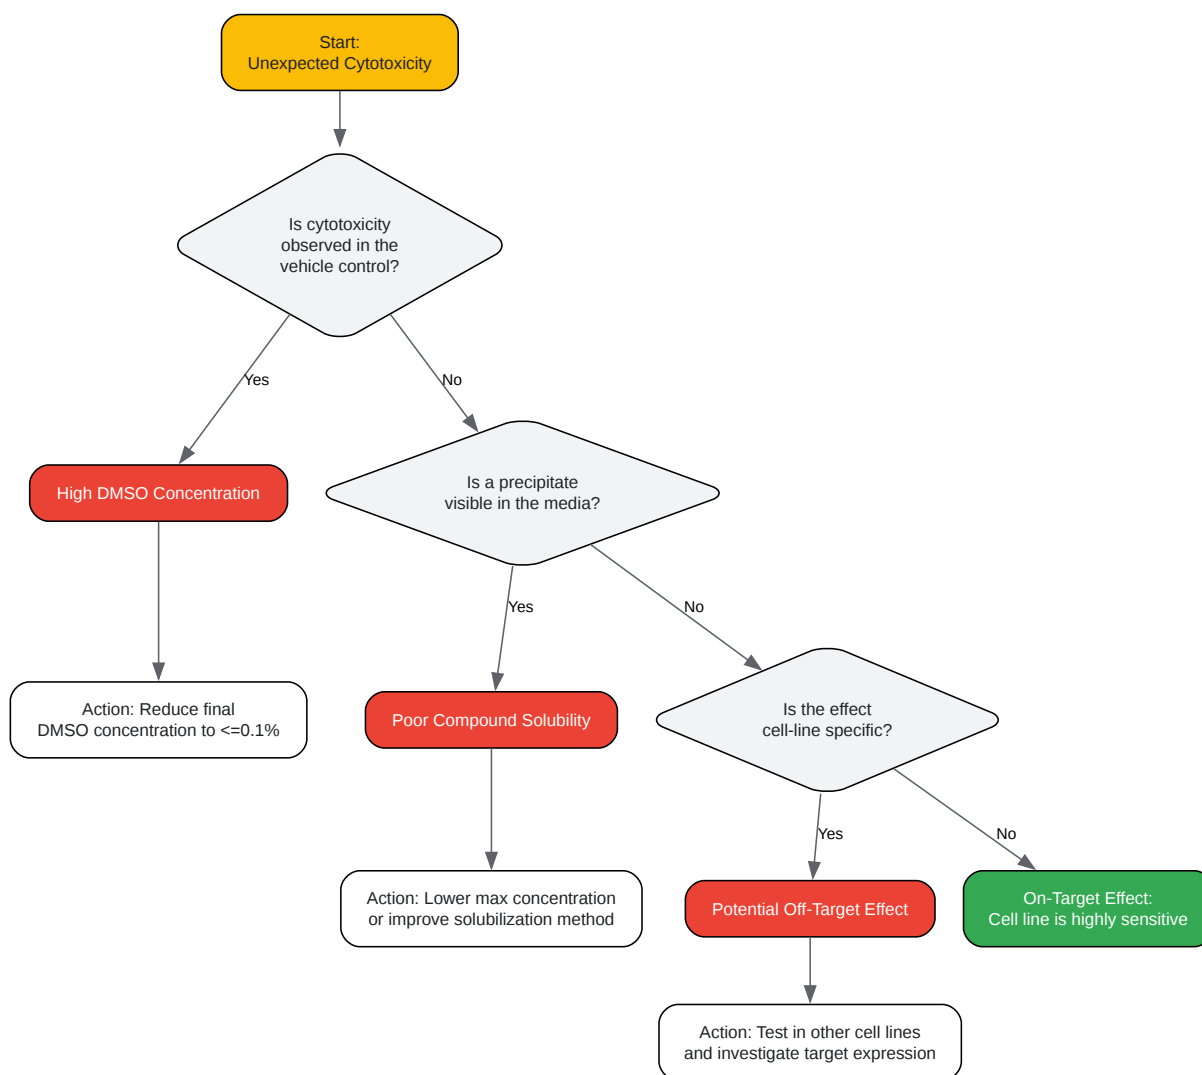 Start:
Unexpected Cytotoxicity
Is cytotoxicity
observed in the
vehicle control?
Yes
No
High DMSO Concentration
Is a precipitate
visible in the media?
Yes
No
Action: Reduce final
DMSO concentration to <=0.1%
Poor Compound Solubility
Is the effect
cell-line specific?
Yes
No
Action: Lower max concentration
or improve solubilization method
Potential Off-Target Effect
On-Target Effect:
Cell line is highly sensitive
Action: Test in other cell lines
and investigate target expression